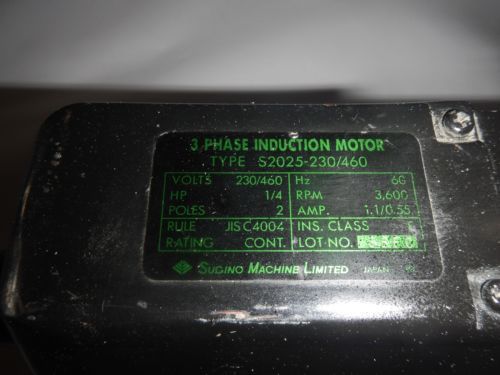 3 PHASE INDUCTION MOTOR
TYPE S2025-230/460
VOLTS 230/460 Hz 60
HP 1/4 RPM 3,600
POLES 2 AMP. 1.1/0.55
RULE JIS C4004 INS. CLASS
RATING CONT. LOT NO.
SUGINO MACHINE LIMITED JAPAN